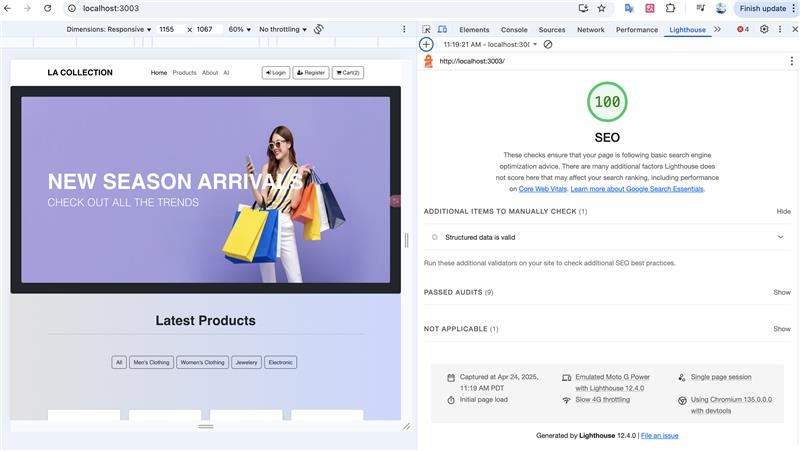 localhost:3003
Finish update
Dimensions: Responsive 1155 × 1067 60% No throttling
Elements Console Sources Network Performance Lighthouse 4
11:19:21 AM - localhost:300
http://localhost:3003/
LA COLLECTION Home Products About AI Login Register Cart(2)
NEW SEASON ARRIVALS
CHECK OUT ALL THE TRENDS
Latest Products
All Men's Clothing Women's Clothing Jewelery Electronic
100
SEO
These checks ensure that your page is following basic search engine
optimization advice. There are many additional factors Lighthouse does
not score here that may affect your search ranking, including performance
on Core Web Vitals. Learn more about Google Search Essentials.
ADDITIONAL ITEMS TO MANUALLY CHECK (1) Hide
Structured data is valid
Run these additional validators on your site to check additional SEO best practices.
PASSED AUDITS (9) Show
NOT APPLICABLE (1) Show
Captured at Apr 24, 2025,
11:19 AM PDT
Emulated Moto G Power
with Lighthouse 12.4.0
Single page session
Initial page load
Slow 4G throttling
Using Chromium 135.0.0.0
with devtools
Generated by Lighthouse 12.4.0 | File an issue